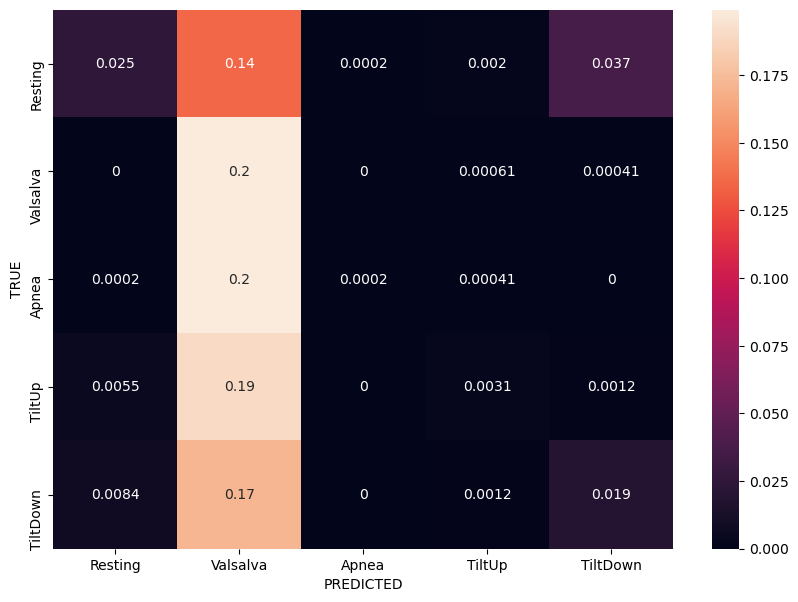 Resting 0.025 0.14 0.0002 0.002 0.037
Valsalva 0 0.2 0 0.00061 0.00041
Apnea 0.0002 0.2 0.0002 0.00041 0
TiltUp 0.0055 0.19 0 0.0031 0.0012
TiltDown 0.0084 0.17 0 0.0012 0.019
TRUE
Resting Valsalva Apnea TiltUp TiltDown
PREDICTED
0.175
0.150
0.125
0.100
0.075
0.050
0.025
0.000